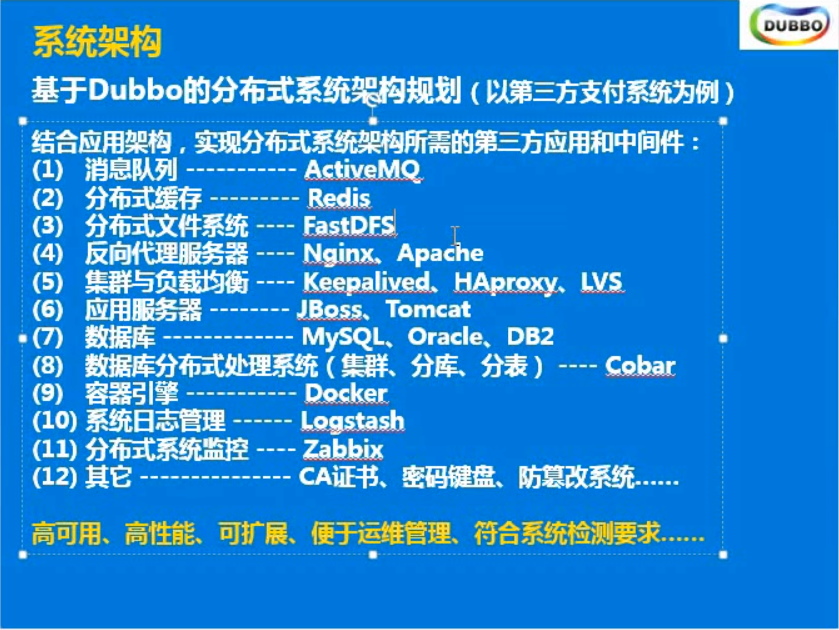 DUBBO
系统架构
基于Dubbo的分布式系统架构规划（以第三方支付系统为例）
结合应用架构，实现分布式系统架构所需的第三方应用和中间件：
(1) 消息队列 ----------- ActiveMQ
(2) 分布式缓存 --------- Redis
(3) 分布式文件系统 ---- FastDFS
(4) 反向代理服务器 ---- Nginx、Apache
(5) 集群与负载均衡 ---- Keepalived、HAproxy、LVS
(6) 应用服务器 -------- JBoss、Tomcat
(7) 数据库 ------------- MySQL、Oracle、DB2
(8) 数据库分布式处理系统（集群、分库、分表） ---- Cobar
(9) 容器引擎 ----------- Docker
(10) 系统日志管理 ------ Logstash
(11) 分布式系统监控 ---- Zabbix
(12) 其它 --------------- CA证书、密码键盘、防篡改系统……
高可用、高性能、可扩展、便于运维管理、符合系统检测要求……